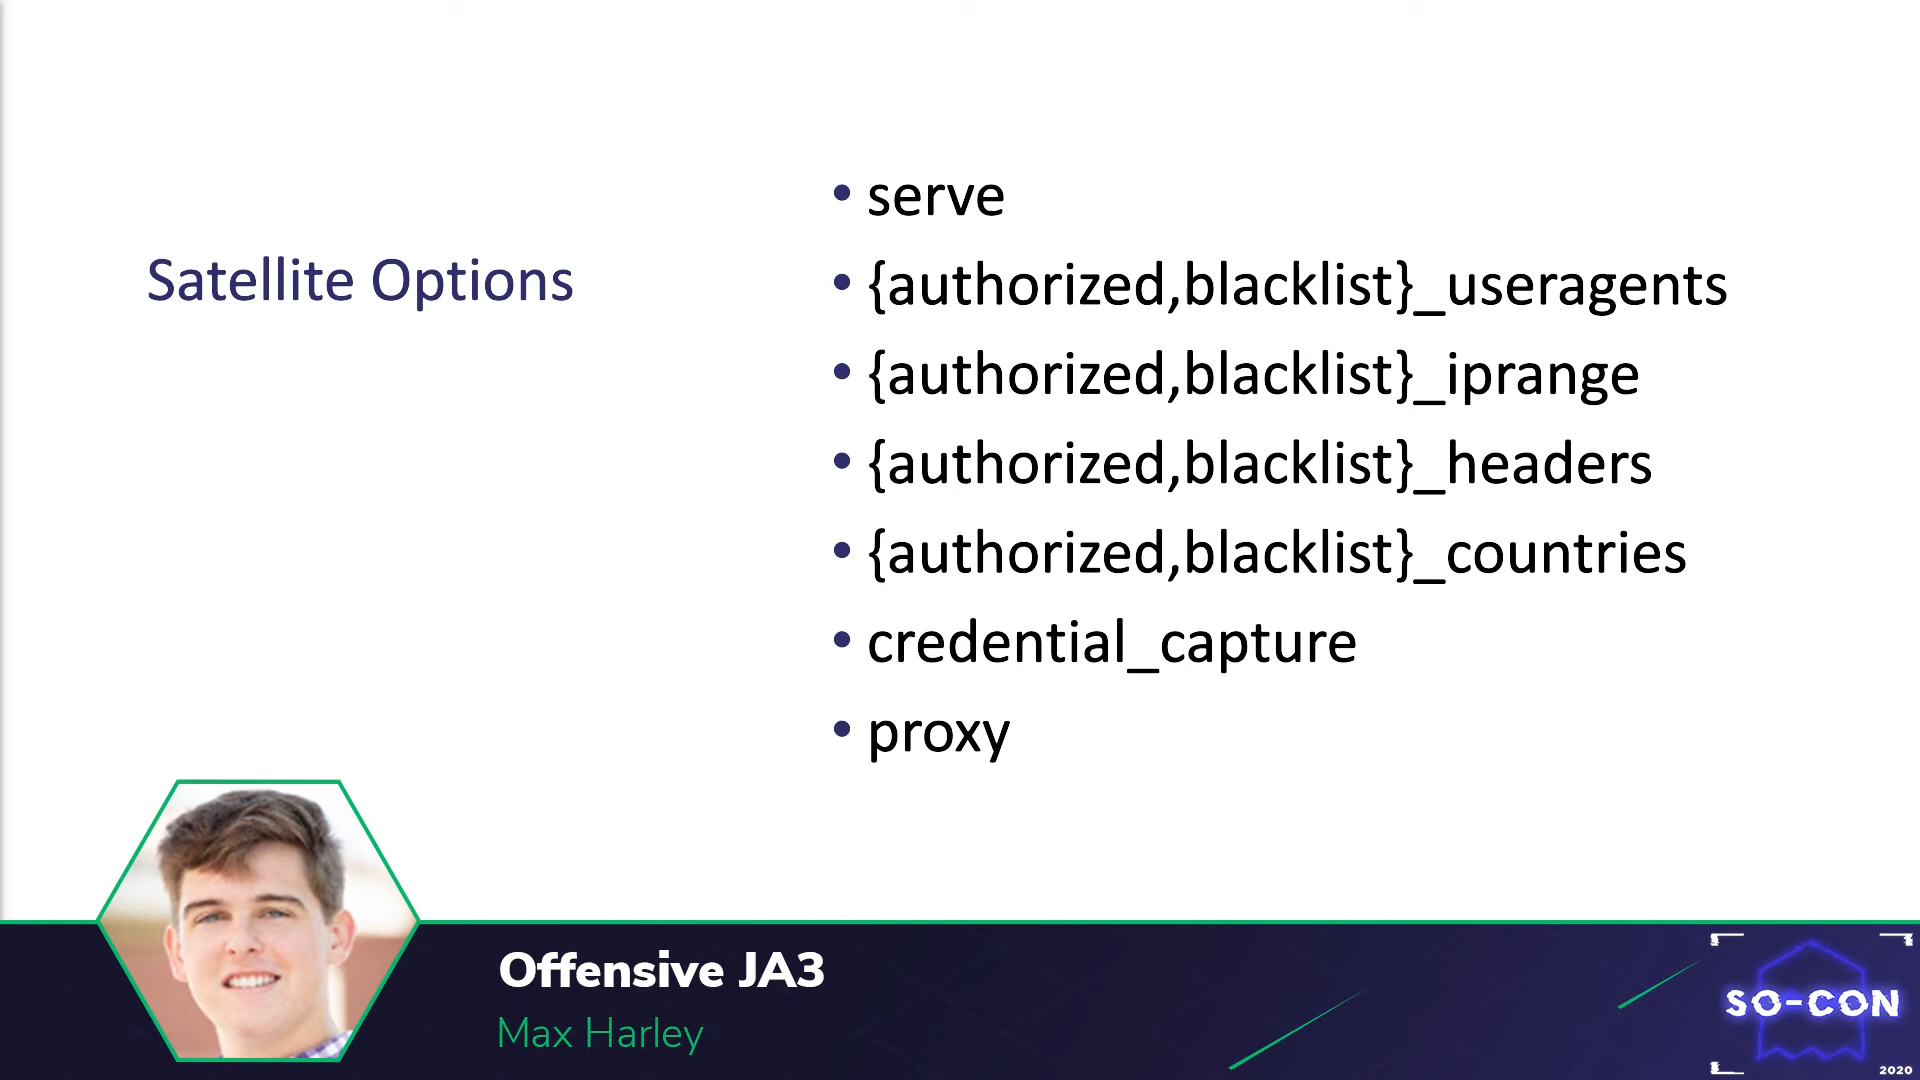 Satellite Options
• serve
• {authorized,blacklist}_useragents
• {authorized,blacklist}_iprange
• {authorized,blacklist}_headers
• {authorized,blacklist}_countries
• credential_capture
• proxy
Offensive JA3
Max Harley
SO-CON
2020